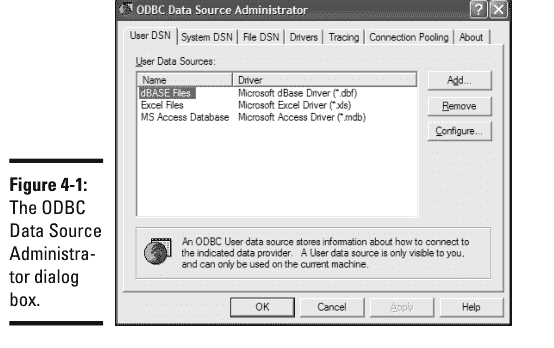 ODBC Data Source Administrator
User DSN System DSN File DSN Drivers Tracing Connection Pooling About
User Data Sources:
Name Driver
dBASE Files Microsoft dBase Driver (*.dbf)
Excel Files Microsoft Excel Driver (*.xls)
MS Access Database Microsoft Access Driver (*.mdb)
Add...
Remove
Configure...
An ODBC User data source stores information about how to connect to
the indicated data provider. A User data source is only visible to you,
and can only be used on the current machine.
OK Cancel Apply Help
Figure 4-1:
The ODBC
Data Source
Administra-
tor dialog
box.